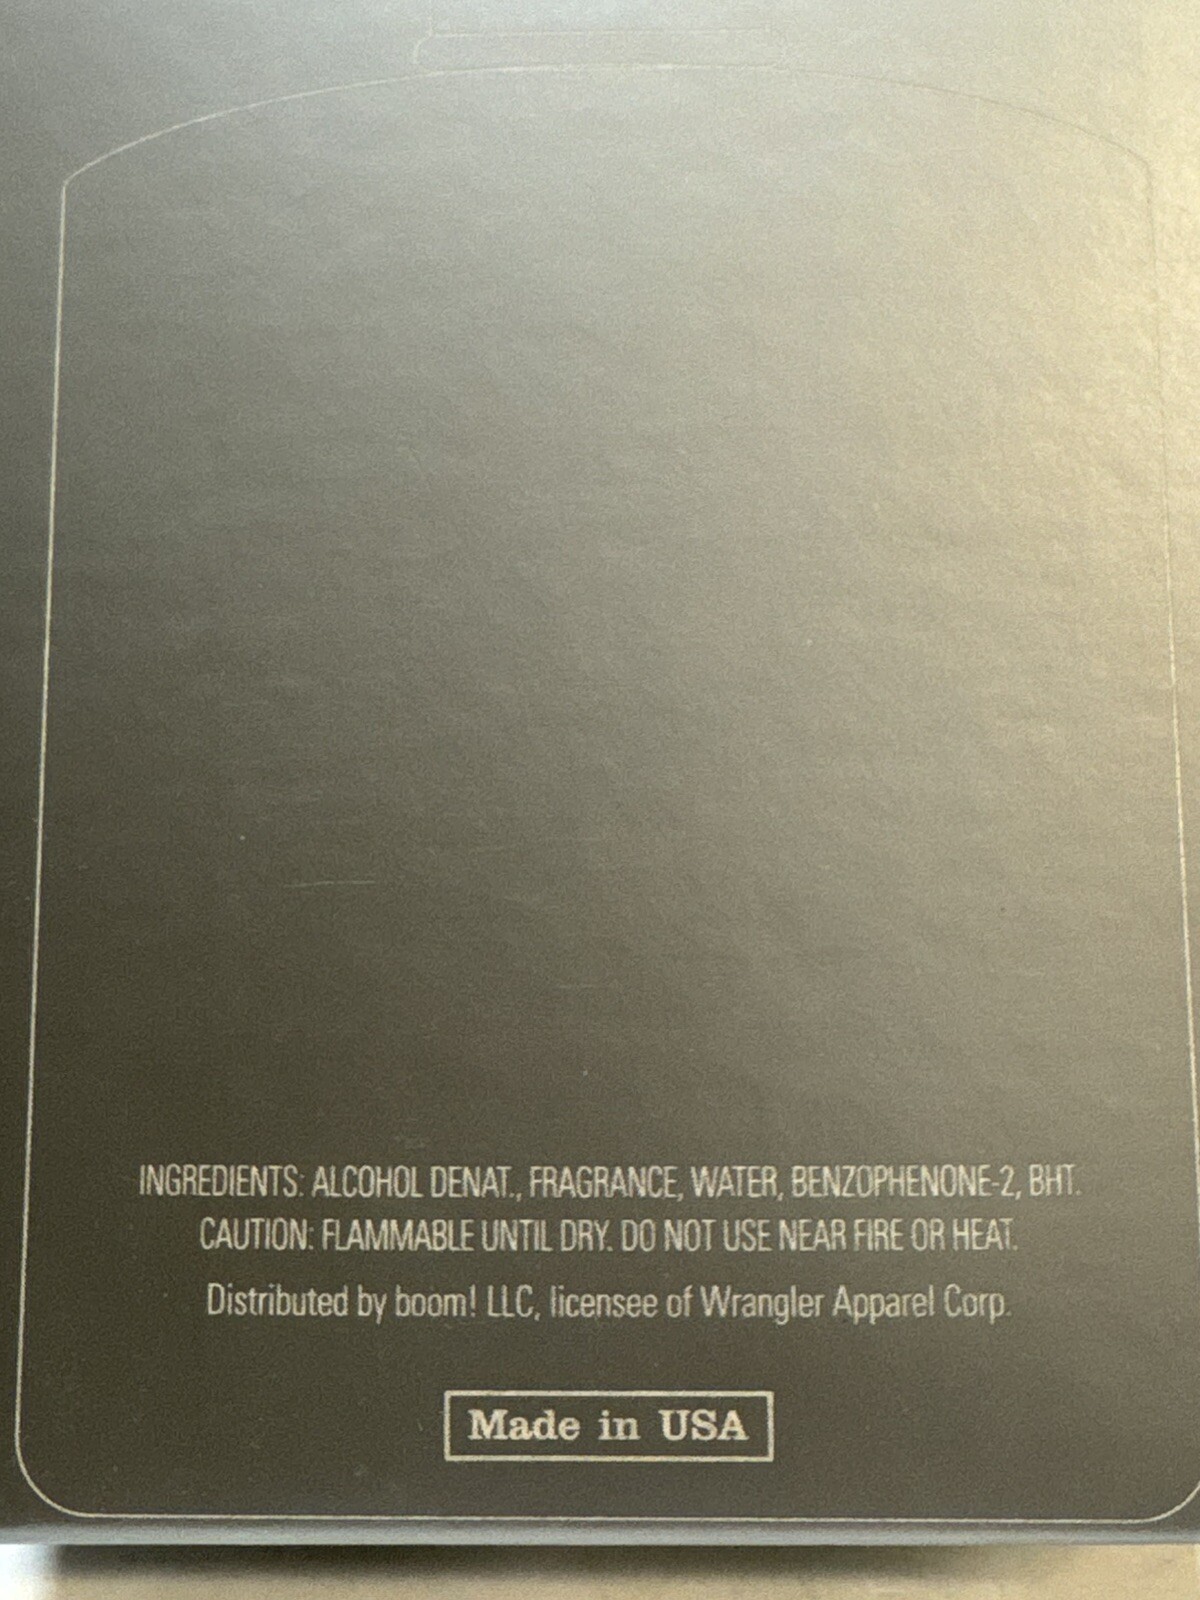 INGREDIENTS: ALCOHOL DENAT., FRAGRANCE, WATER, BENZOPHENONE-2, BHT.
CAUTION: FLAMMABLE UNTIL DRY. DO NOT USE NEAR FIRE OR HEAT.
Distributed by boom! LLC, licensee of Wrangler Apparel Corp.
Made in USA